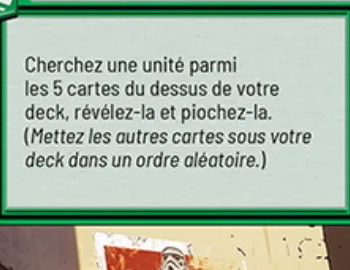 Cherchez une unité parmi
les 5 cartes du dessus de votre
deck, révélez-la et piochez-la.
(Mettez les autres cartes sous votre
deck dans un ordre aléatoire.)